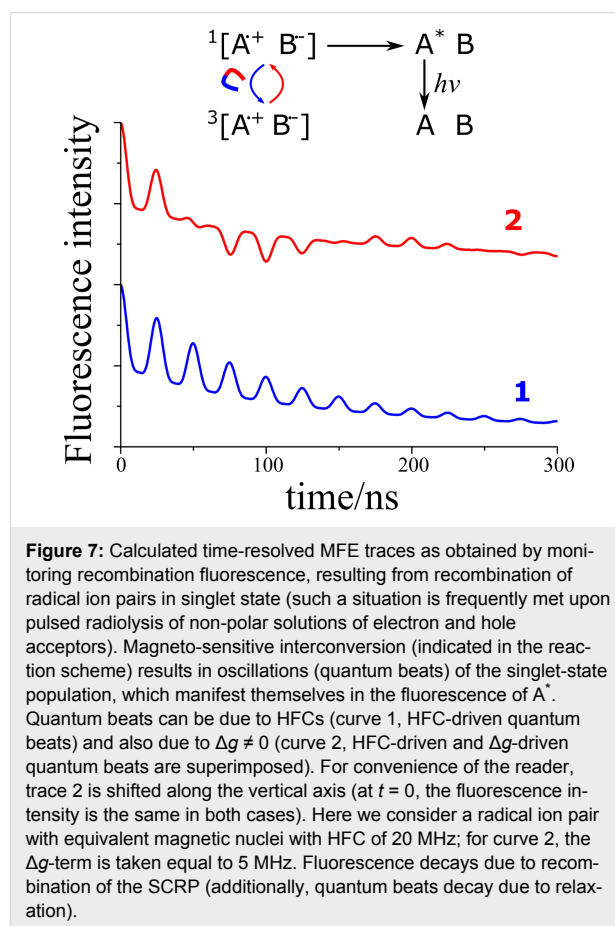 ¹[A·⁺ B·⁻] A* B
hν
³[A·⁺ B·⁻] A B
Fluorescence intensity
2
1
0 100 200 300
time/ns
Figure 7: Calculated time-resolved MFE traces as obtained by moni-
toring recombination fluorescence, resulting from recombination of
radical ion pairs in singlet state (such a situation is frequently met upon
pulsed radiolysis of non-polar solutions of electron and hole
acceptors). Magneto-sensitive interconversion (indicated in the reac-
tion scheme) results in oscillations (quantum beats) of the singlet-state
population, which manifest themselves in the fluorescence of A*.
Quantum beats can be due to HFCs (curve 1, HFC-driven quantum
beats) and also due to Δg ≠ 0 (curve 2, HFC-driven and Δg-driven
quantum beats are superimposed). For convenience of the reader,
trace 2 is shifted along the vertical axis (at t = 0, the fluorescence in-
tensity is the same in both cases). Here we consider a radical ion pair
with equivalent magnetic nuclei with HFC of 20 MHz; for curve 2, the
Δg-term is taken equal to 5 MHz. Fluorescence decays due to recom-
bination of the SCRP (additionally, quantum beats decay due to relax-
ation).